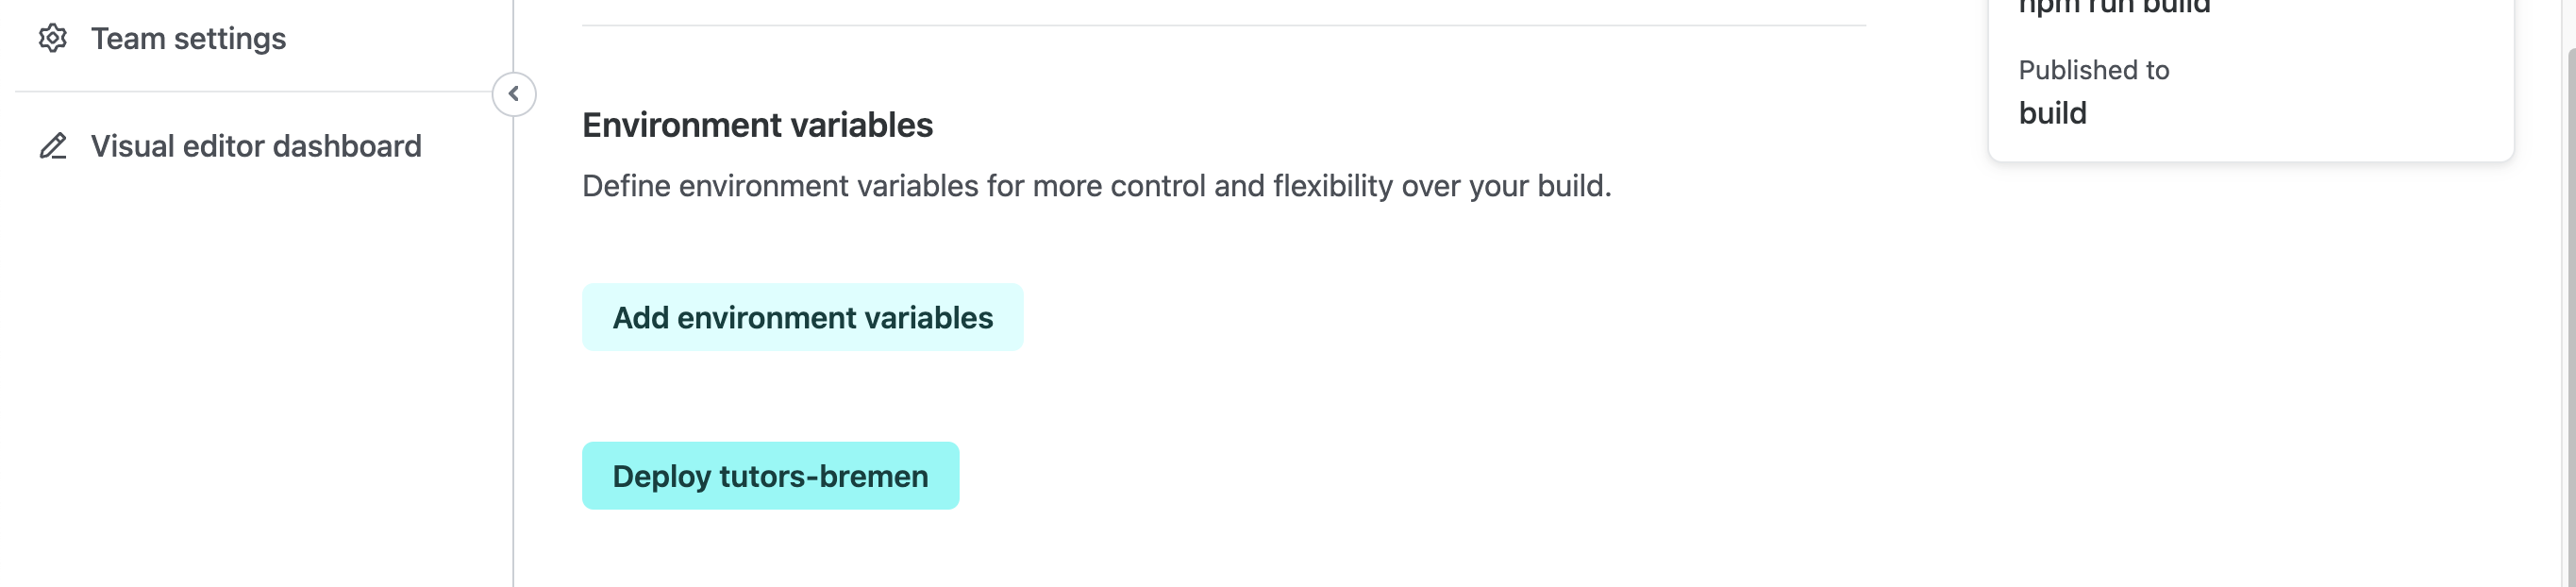 Team settings
Visual editor dashboard
Environment variables
Define environment variables for more control and flexibility over your build.
Add environment variables
Deploy tutors-bremen
npm run build
Published to
build